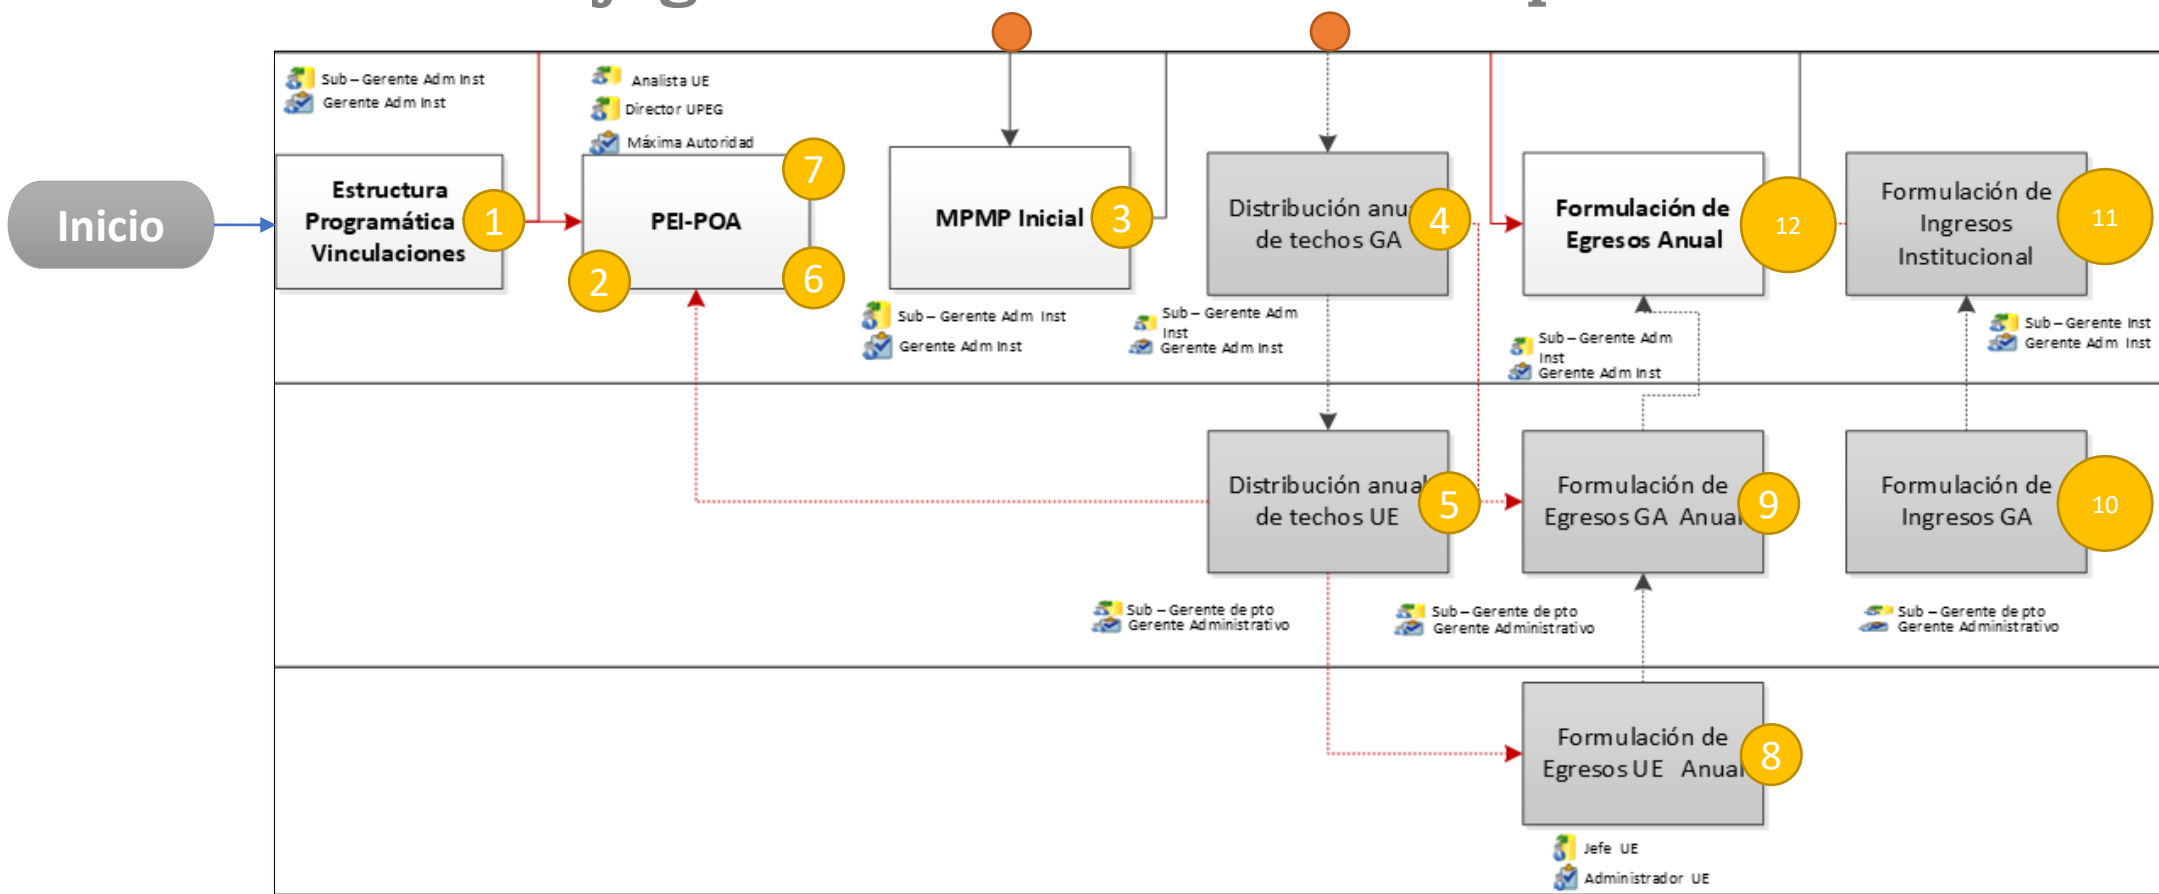 Sub – Gerente Adm Inst
Gerente Adm Inst
Analista UE
Director UPEG
Máxima Autoridad
Inicio
Estructura
Programática
Vinculaciones
1
PEI-POA
7
2
6
MPMP Inicial
3
Sub – Gerente Adm Inst
Gerente Adm Inst
Distribución anu
de techos GA
4
Sub – Gerente Adm
Inst
Gerente Adm Inst
Formulación de
Egresos Anual
12
Sub – Gerente Adm
Inst
Gerente Adm Inst
Formulación de
Ingresos
Institucional
11
Sub – Gerente Inst
Gerente Adm Inst
Distribución anual
de techos UE
5
Sub – Gerente de pto
Gerente Administrativo
Formulación de
Egresos GA Anual
9
Sub – Gerente de pto
Gerente Administrativo
Formulación de
Ingresos GA
10
Sub – Gerente de pto
Gerente Administrativo
Formulación de
Egresos UE Anual
8
Jefe UE
Administrador UE